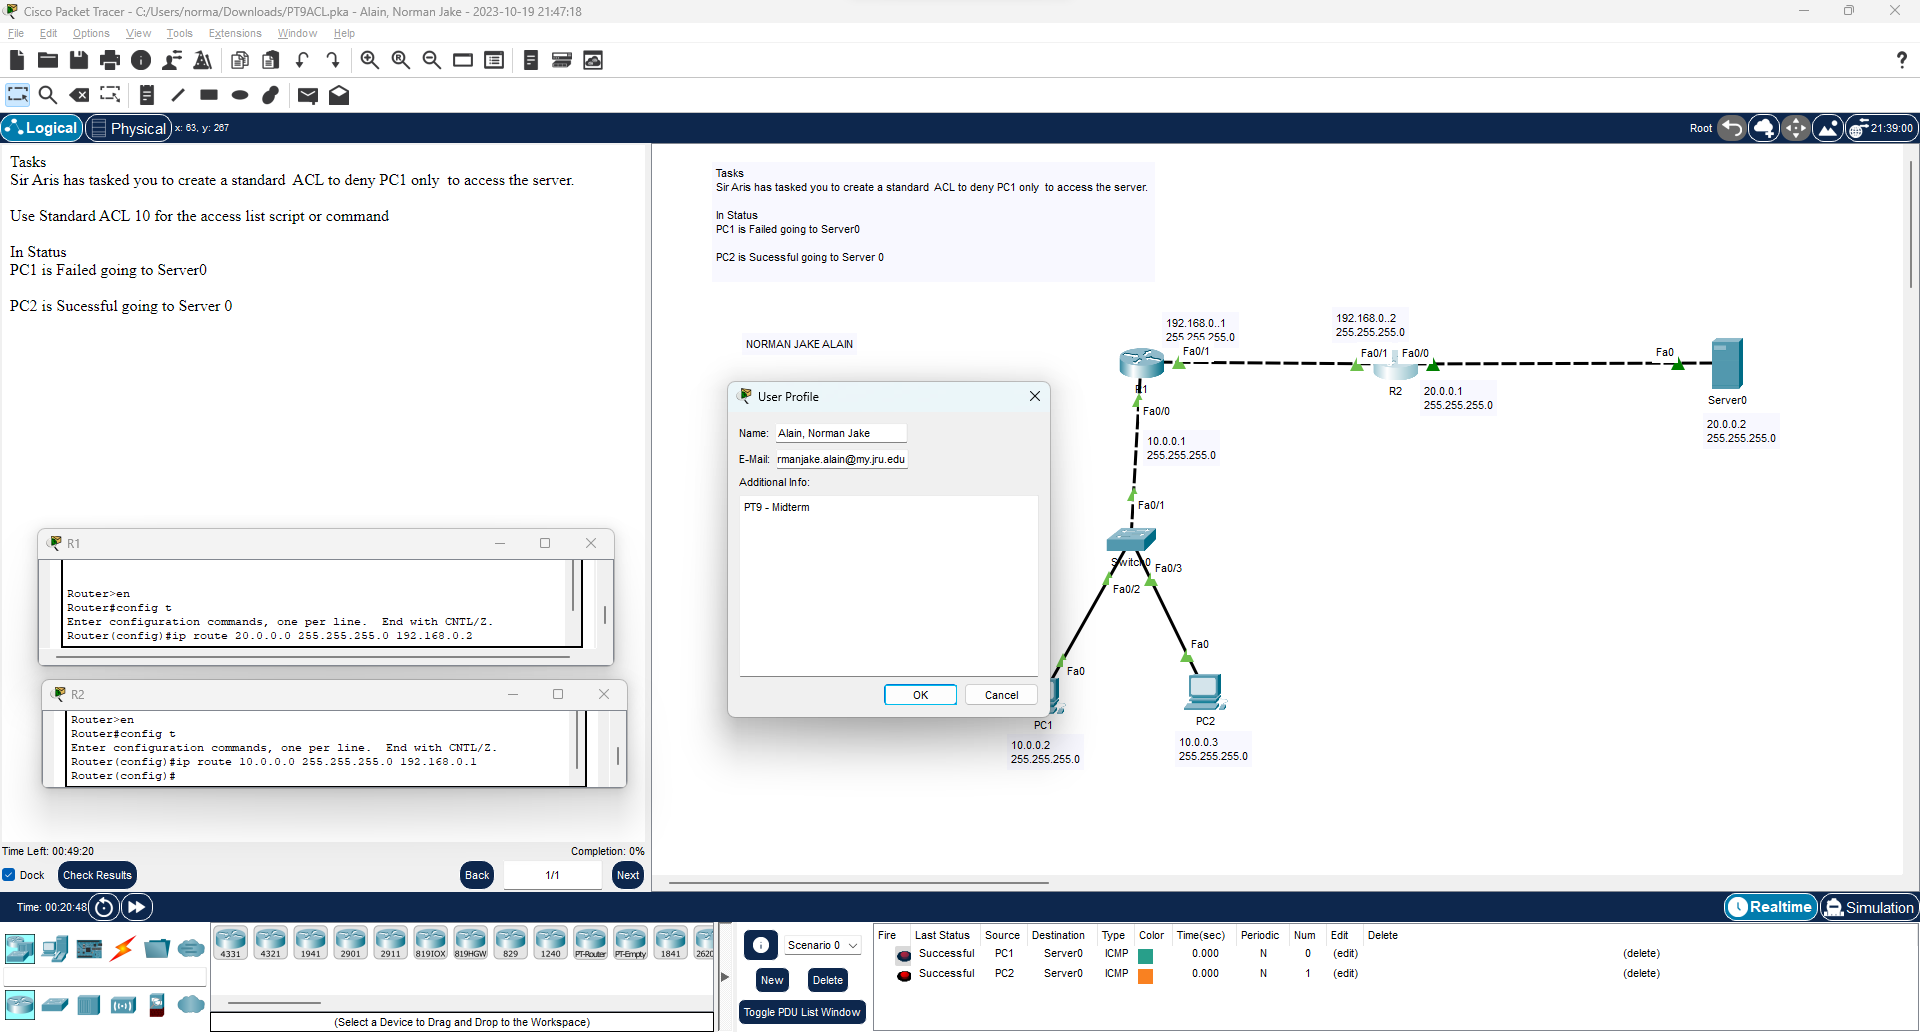 Cisco Packet Tracer - C:/Users/norma/Downloads/PT9ACL.pka - Alain, Norman Jake - 2023-10-19 21:47:18
File Edit Options View Tools Extensions Window Help
?
Logical Physical x: 63, y: 267
Root 21:39:00
Tasks
Sir Aris has tasked you to create a standard ACL to deny PC1 only to access the server.
Use Standard ACL 10 for the access list script or command
In Status
PC1 is Failed going to Server0
PC2 is Sucessful going to Server 0
Tasks
Sir Aris has tasked you to create a standard ACL to deny PC1 only to access the server.
In Status
PC1 is Failed going to Server0
PC2 is Sucessful going to Server 0
NORMAN JAKE ALAIN
192.168.0..1
255.255.255.0
Fa0/1
R1
Fa0/0
10.0.0.1
255.255.255.0
Fa0/1
192.168.0..2
255.255.255.0
Fa0/1 Fa0/0
R2
20.0.0.1
255.255.255.0
Fa0
Server0
20.0.0.2
255.255.255.0
Switch0
Fa0/3
Fa0/2
Fa0
Fa0
PC1
10.0.0.2
255.255.255.0
PC2
10.0.0.3
255.255.255.0
User Profile
Name: Alain, Norman Jake
E-Mail: rmanjake.alain@my.jru.edu
Additional Info:
PT9 - Midterm
OK Cancel
R1
Router>en
Router#config t
Enter configuration commands, one per line. End with CNTL/Z.
Router(config)#ip route 20.0.0.0 255.255.255.0 192.168.0.2
R2
Router>en
Router#config t
Enter configuration commands, one per line. End with CNTL/Z.
Router(config)#ip route 10.0.0.0 255.255.255.0 192.168.0.1
Router(config)#
Time Left: 00:49:20 Completion: 0%
Dock Check Results Back 1/1 Next
Time: 00:20:48
Realtime Simulation
4331 4321 1941 2901 2911 819IOX 819HGW 829 1240 PT-Router PT-Empty 1841 2620
(Select a Device to Drag and Drop to the Workspace)
Scenario 0
New Delete
Toggle PDU List Window
Fire Last Status Source Destination Type Color Time(sec) Periodic Num Edit Delete
Successful PC1 Server0 ICMP 0.000 N 0 (edit) (delete)
Successful PC2 Server0 ICMP 0.000 N 1 (edit) (delete)